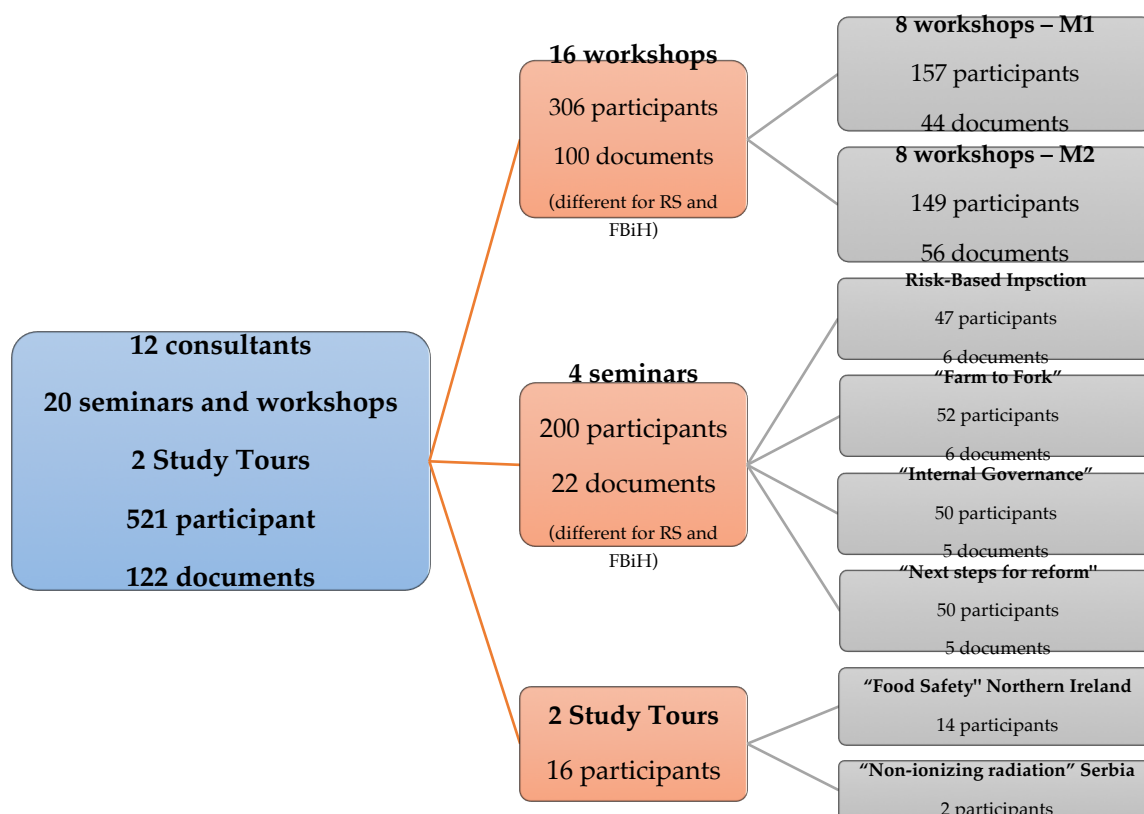 12 consultants
20 seminars and workshops
2 Study Tours
521 participant
122 documents
16 workshops
306 participants
100 documents
(different for RS and
FBiH)
8 workshops – M1
157 participants
44 documents
8 workshops – M2
149 participants
56 documents
4 seminars
200 participants
22 documents
(different for RS and
FBiH)
Risk-Based Inpsction
47 participants
6 documents
“Farm to Fork”
52 participants
6 documents
“Internal Governance”
50 participants
5 documents
“Next steps for reform"
50 participants
5 documents
2 Study Tours
16 participants
“Food Safety" Northern Ireland
14 participants
“Non-ionizing radiation” Serbia
2 participants